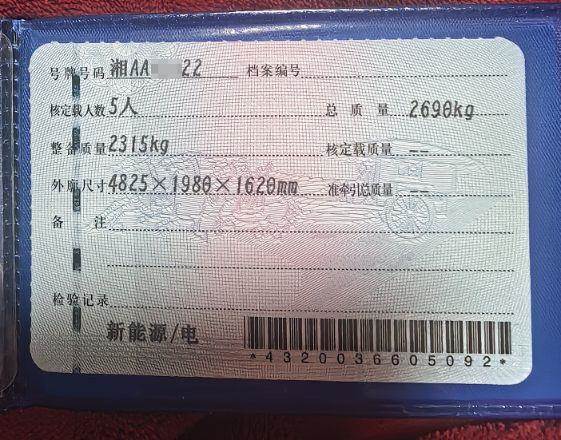 号牌号码 湘AA 22 档案编号
核定载人数 5人 总质量 2690kg
整备质量 2315kg 核定载质量 --
外廓尺寸 4825×1980×1620mm 准牵引总质量 --
备注
检验记录
新能源/电
*4320036605092*